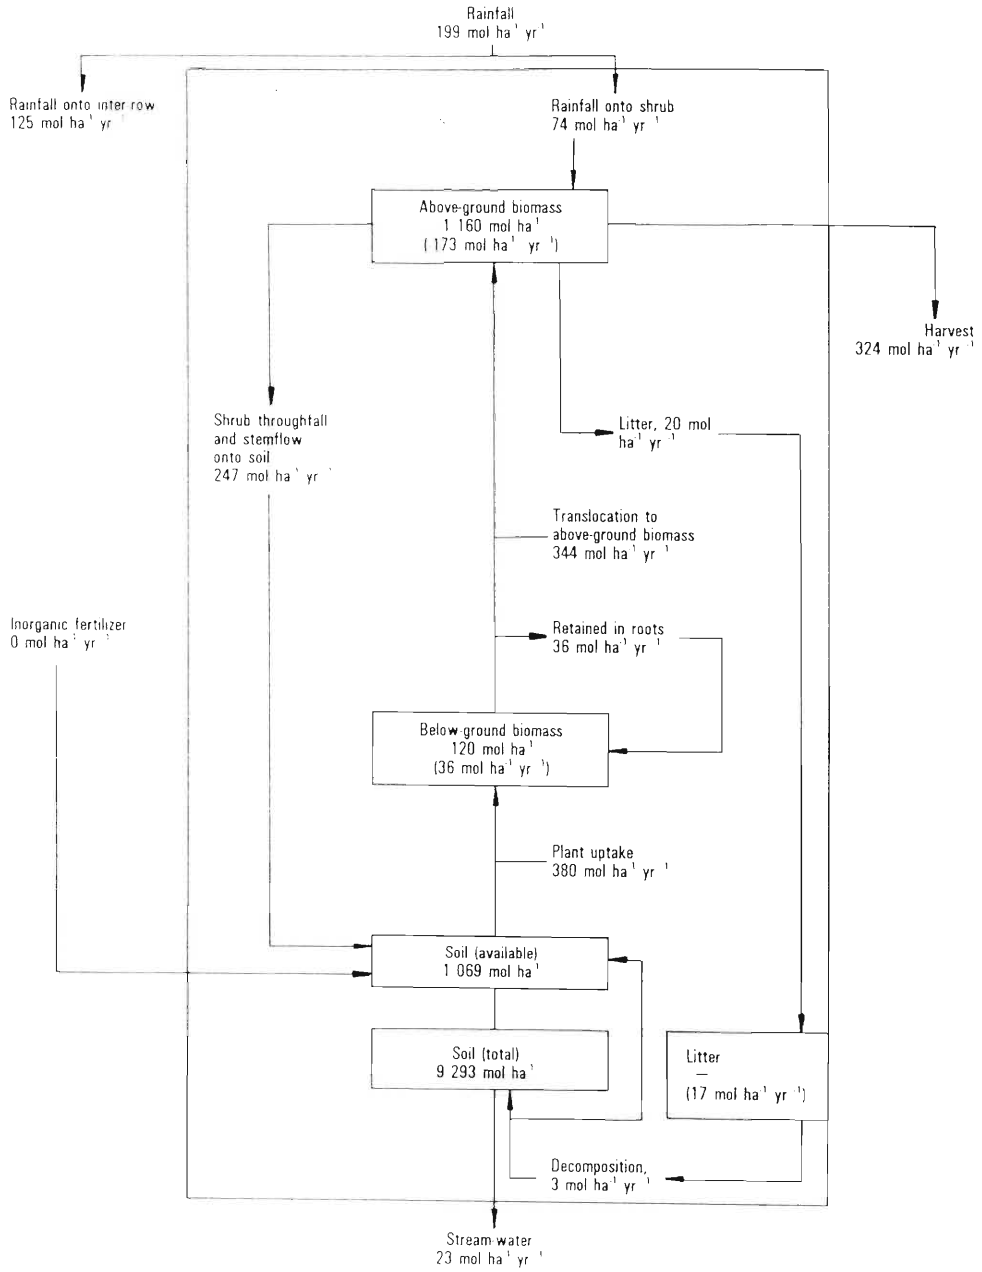 Rainfall
199 mol ha⁻¹ yr⁻¹
Rainfall onto inter row
125 mol ha⁻¹ yr⁻¹
Rainfall onto shrub
74 mol ha⁻¹ yr⁻¹
Above-ground biomass
1 160 mol ha⁻¹
(173 mol ha⁻¹ yr⁻¹)
Harvest
324 mol ha⁻¹ yr⁻¹
Shrub throughfall
and stemflow
onto soil
247 mol ha⁻¹ yr⁻¹
Litter, 20 mol
ha⁻¹ yr⁻¹
Translocation to
above-ground biomass
344 mol ha⁻¹ yr⁻¹
Inorganic fertilizer
0 mol ha⁻¹ yr⁻¹
Retained in roots
36 mol ha⁻¹ yr⁻¹
Below-ground biomass
120 mol ha⁻¹
(36 mol ha⁻¹ yr⁻¹)
Plant uptake
380 mol ha⁻¹ yr⁻¹
Soil (available)
1 069 mol ha⁻¹
Soil (total)
9 293 mol ha⁻¹
Litter
—
(17 mol ha⁻¹ yr⁻¹)
Decomposition,
3 mol ha⁻¹ yr⁻¹
Stream-water
23 mol ha⁻¹ yr⁻¹